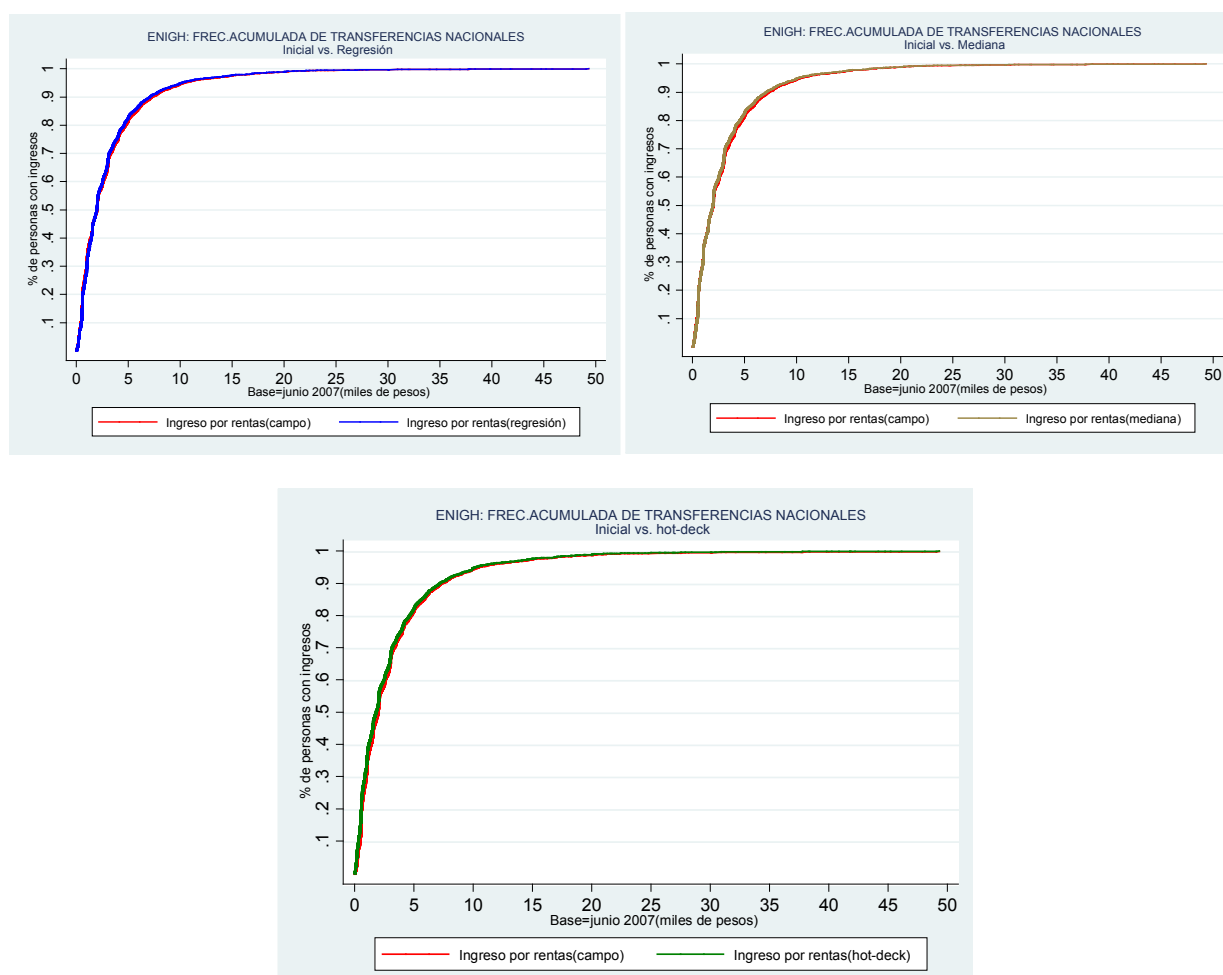 ENIGH: FREC.ACUMULADA DE TRANSFERENCIAS NACIONALES
Inicial vs. Regresión
% de personas con ingresos
1
.9
.8
.7
.6
.5
.4
.3
.2
.1
0 5 10 15 20 25 30 35 40 45 50
Base=junio 2007(miles de pesos)
Ingreso por rentas(campo) Ingreso por rentas(regresión)
ENIGH: FREC.ACUMULADA DE TRANSFERENCIAS NACIONALES
Inicial vs. Mediana
% de personas con ingresos
1
.9
.8
.7
.6
.5
.4
.3
.2
.1
0 5 10 15 20 25 30 35 40 45 50
Base=junio 2007(miles de pesos)
Ingreso por rentas(campo) Ingreso por rentas(mediana)
ENIGH: FREC.ACUMULADA DE TRANSFERENCIAS NACIONALES
Inicial vs. hot-deck
% de personas con ingresos
1
.9
.8
.7
.6
.5
.4
.3
.2
.1
0 5 10 15 20 25 30 35 40 45 50
Base=junio 2007(miles de pesos)
Ingreso por rentas(campo) Ingreso por rentas(hot-deck)